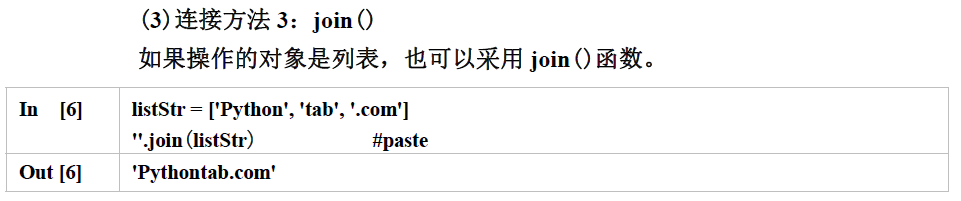 (3)连接方法 3：join()
如果操作的对象是列表，也可以采用 join()函数。
In [6] listStr = ['Python', 'tab', '.com']
''.join(listStr) #paste
Out [6] 'Pythontab.com'